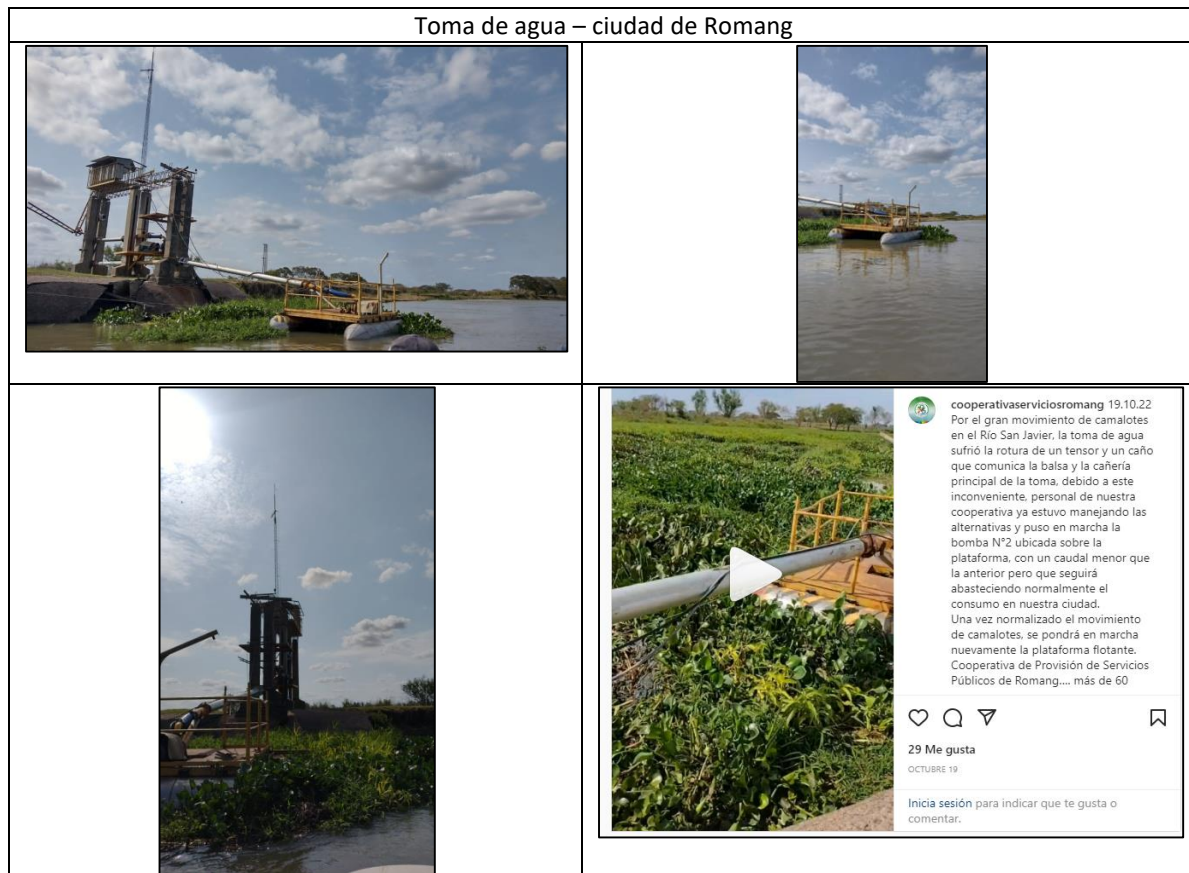 Toma de agua – ciudad de Romang
cooperativaserviciosromang 19.10.22
Por el gran movimiento de camalotes
en el Río San Javier, la toma de agua
sufrió la rotura de un tensor y un caño
que comunica la balsa y la cañería
principal de la toma, debido a este
inconveniente, personal de nuestra
cooperativa ya estuvo manejando las
alternativas y puso en marcha la
bomba N°2 ubicada sobre la
plataforma, con un caudal menor que
la anterior pero que seguirá
abasteciendo normalmente el
consumo en nuestra ciudad.
Una vez normalizado el movimiento
de camalotes, se pondrá en marcha
nuevamente la plataforma flotante.
Cooperativa de Provisión de Servicios
Públicos de Romang.... más de 60
29 Me gusta
OCTUBRE 19
Inicia sesión para indicar que te gusta o
comentar.